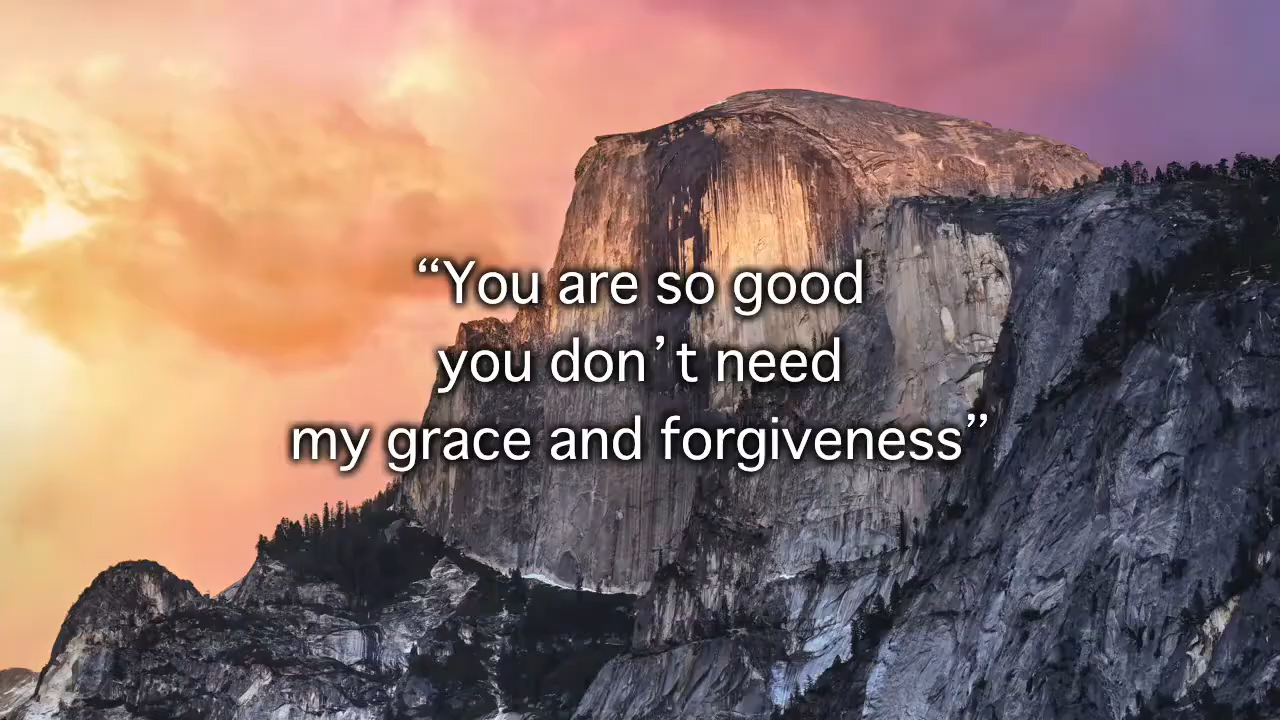 “You are so good
you don’t need
my grace and forgiveness”